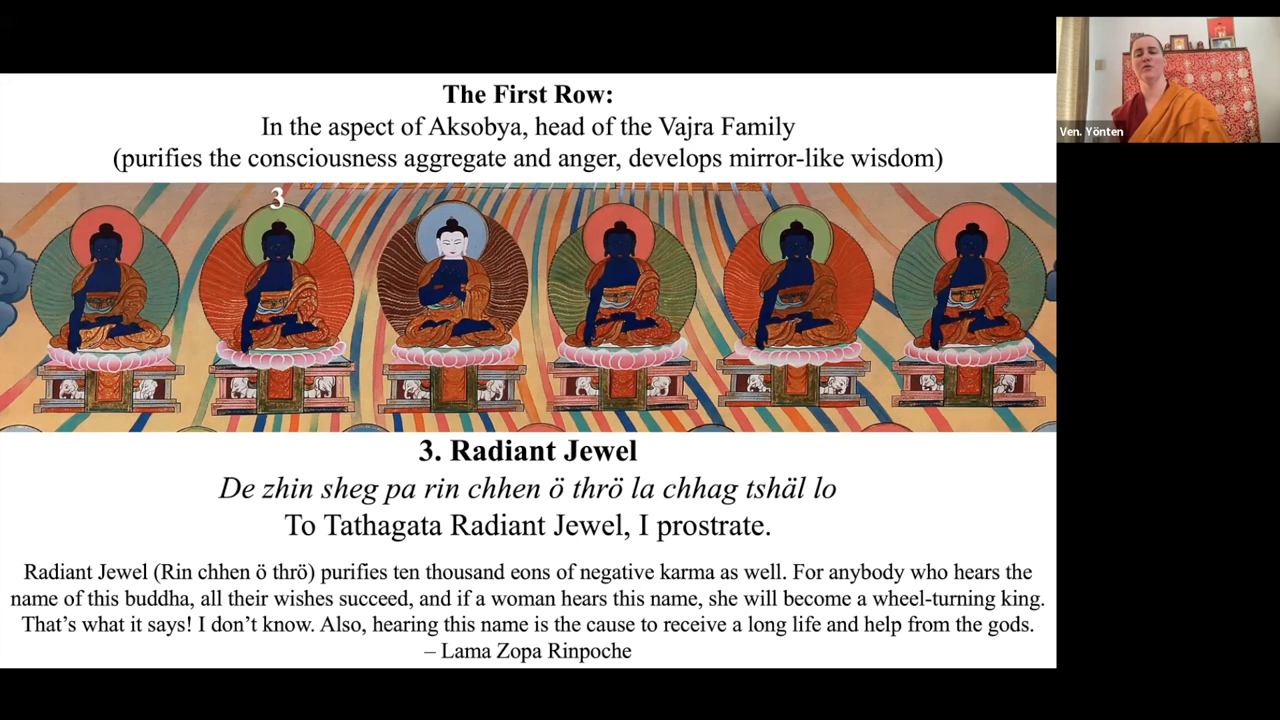 The First Row:
In the aspect of Aksobya, head of the Vajra Family
(purifies the consciousness aggregate and anger, develops mirror-like wisdom)
3
3. Radiant Jewel
De zhin sheg pa rin chhen ö thrö la chhag tshäl lo
To Tathagata Radiant Jewel, I prostrate.
Radiant Jewel (Rin chhen ö thrö) purifies ten thousand eons of negative karma as well. For anybody who hears the
name of this buddha, all their wishes succeed, and if a woman hears this name, she will become a wheel-turning king.
That’s what it says! I don’t know. Also, hearing this name is the cause to receive a long life and help from the gods.
– Lama Zopa Rinpoche
Ven. Yönten